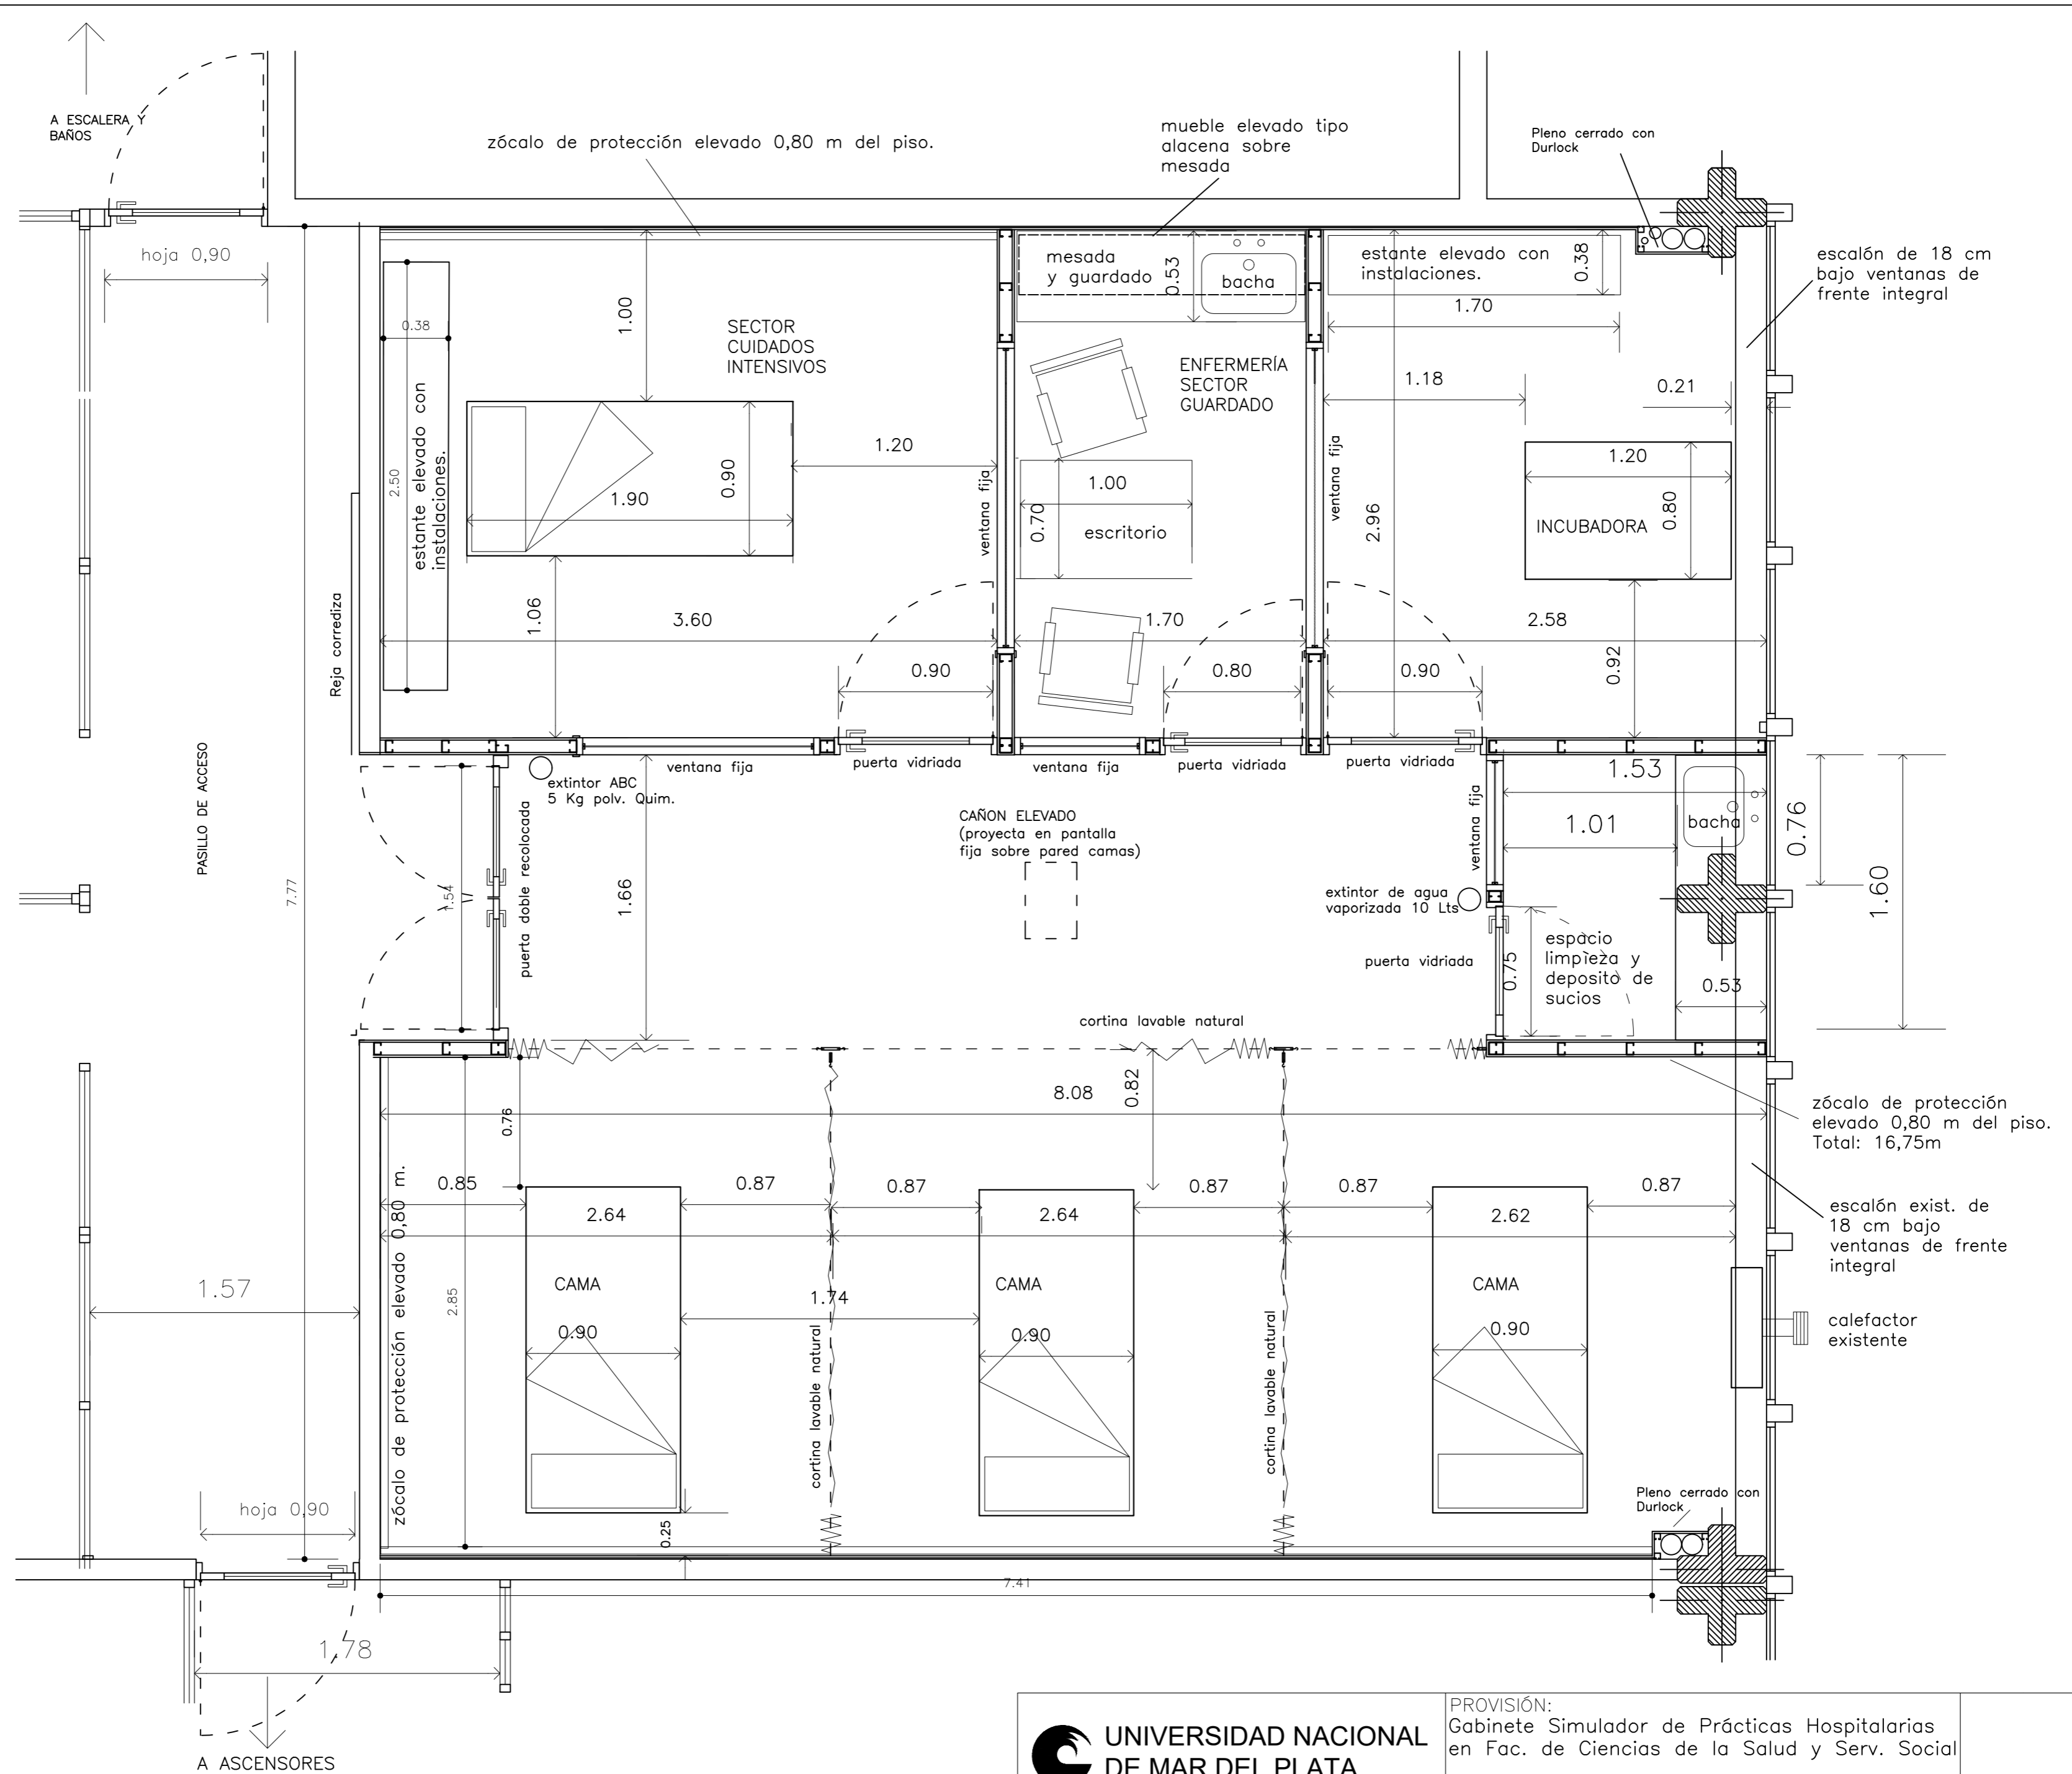 A ESCALERA Y
BAÑOS
zócalo de protección elevado 0,80 m del piso.
mueble elevado tipo
alacena sobre
mesada
Pleno cerrado con
Durlock
hoja 0,90
escalón de 18 cm
bajo ventanas de
frente integral
mesada
y guardado
0.53
bacha
estante elevado con
instalaciones.
0.38
1.70
0.38
1.00
SECTOR
CUIDADOS
INTENSIVOS
ENFERMERÍA
SECTOR
GUARDADO
1.18
0.21
2.50
estante elevado con
instalaciones.
1.90
0.90
1.20
ventana fija
1.00
0.70
escritorio
ventana fija
2.96
1.20
INCUBADORA
0.80
Reja corrediza
1.06
3.60
1.70
2.58
0.90
0.80
0.90
0.92
PASILLO DE ACCESO
7.77
ventana fija
puerta vidriada
ventana fija
puerta vidriada
puerta vidriada
extintor ABC
5 Kg polv. Quim.
1.54
puerta doble recolocada
1.66
CAÑON ELEVADO
(proyecta en pantalla
fija sobre pared camas)
ventana fija
1.53
1.01
bacha
0.76
1.60
extintor de agua
vaporizada 10 Lts
puerta vidriada
0.75
espacio
limpieza y
deposito de
sucios
0.53
cortina lavable natural
0.76
8.08
0.82
zócalo de protección
elevado 0,80 m del piso.
Total: 16,75m
0.85
0.87
0.87
0.87
0.87
0.87
2.64
2.64
2.62
escalón exist. de
18 cm bajo
ventanas de frente
integral
1.57
zócalo de protección elevado 0,80 m.
2.85
CAMA
CAMA
CAMA
1.74
0.90
0.90
0.90
cortina lavable natural
cortina lavable natural
calefactor
existente
hoja 0,90
0.25
Pleno cerrado con
Durlock
7.41
1.78
A ASCENSORES
UNIVERSIDAD NACIONAL
DE MAR DEL PLATA
PROVISIÓN:
Gabinete Simulador de Prácticas Hospitalarias
en Fac. de Ciencias de la Salud y Serv. Social